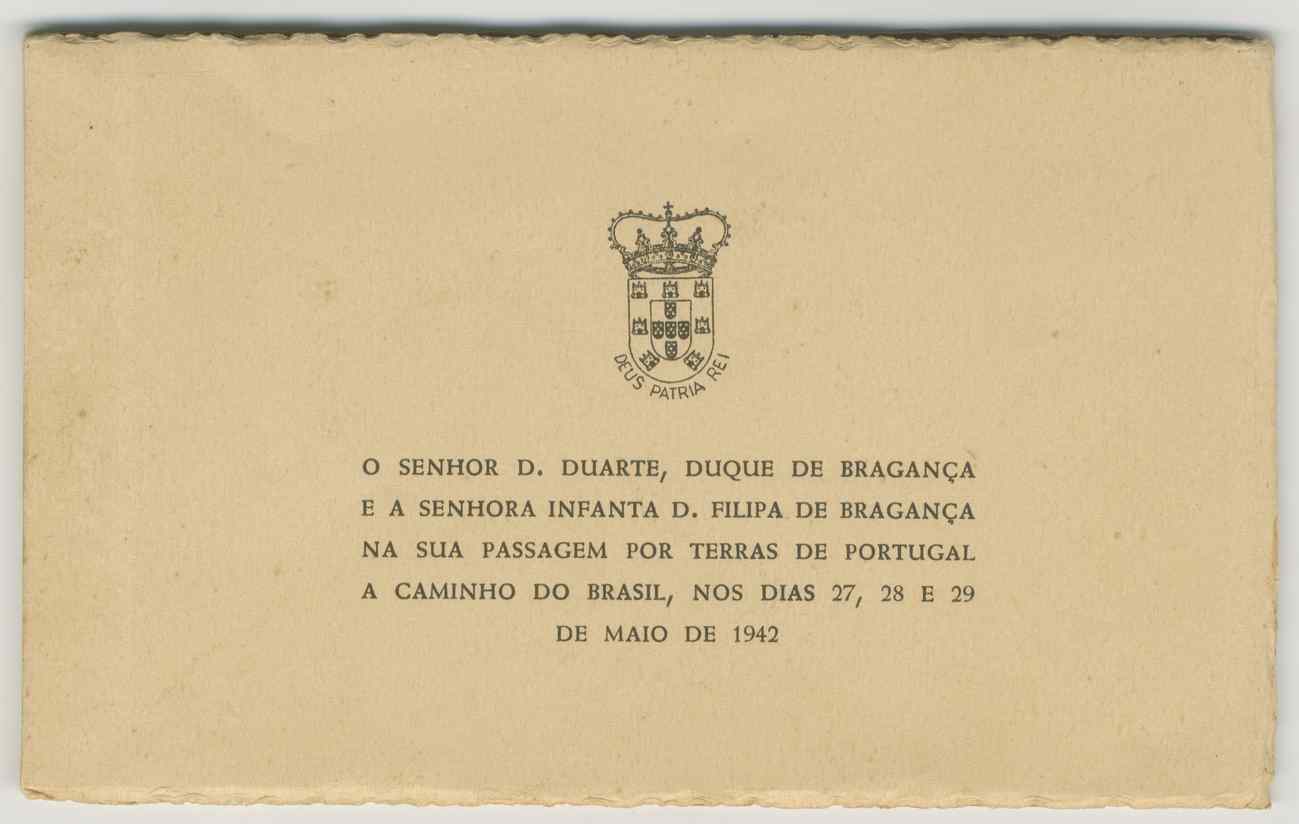 DEUS PATRIA REI
O SENHOR D. DUARTE, DUQUE DE BRAGANÇA
E A SENHORA INFANTA D. FILIPA DE BRAGANÇA
NA SUA PASSAGEM POR TERRAS DE PORTUGAL
A CAMINHO DO BRASIL, NOS DIAS 27, 28 E 29
DE MAIO DE 1942